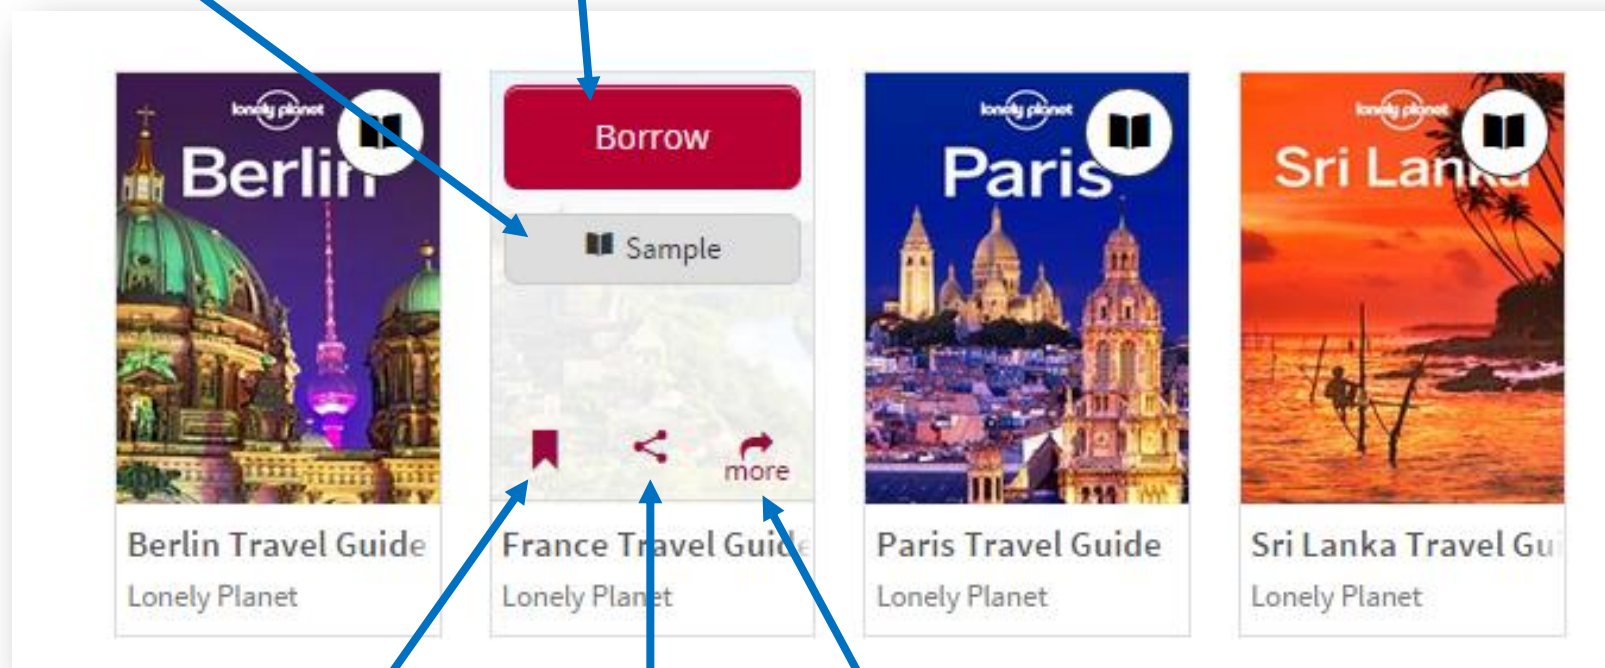 lonely planet
Berlin
Berlin Travel Guide
Lonely Planet
Borrow
Sample
more
France Travel Guide
Lonely Planet
lonely planet
Paris
Paris Travel Guide
Lonely Planet
lonely planet
Sri Lanka
Sri Lanka Travel Gui
Lonely Planet